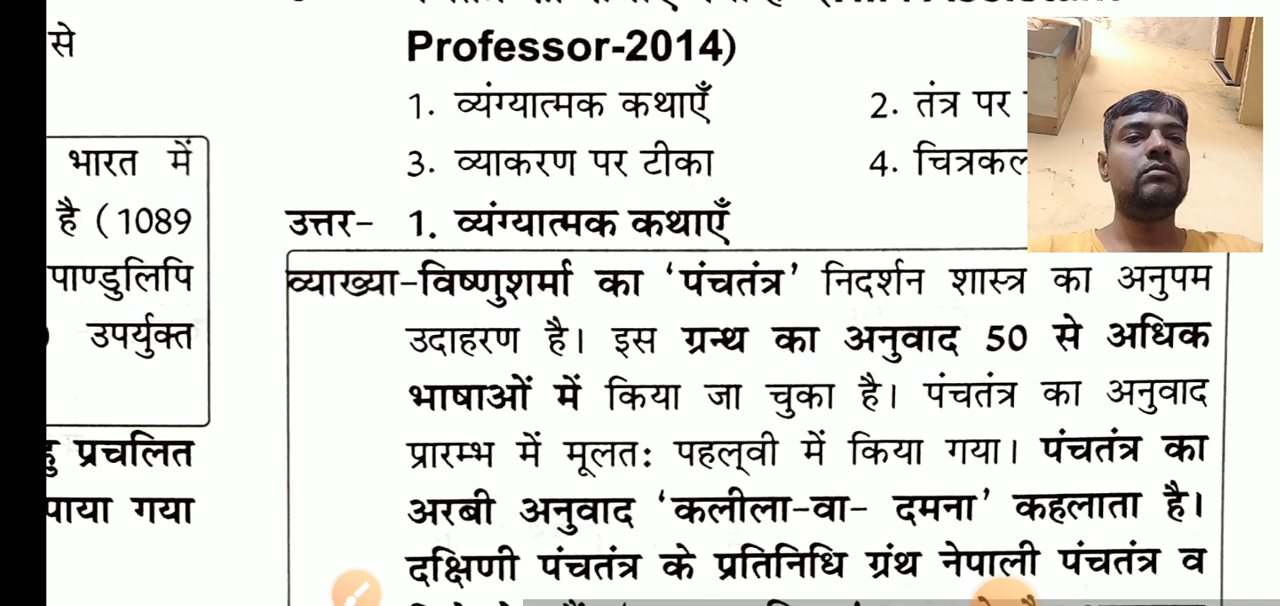 से
भारत में
है (1089
पाण्डुलिपि
उपर्युक्त
प्रचलित
पाया गया
Professor-2014)
1. व्यंग्यात्मक कथाएँ 2. तंत्र पर
3. व्याकरण पर टीका 4.
उत्तर- 1. व्यंग्यात्मक कथाएँ
व्याख्या-विष्णुशर्मा का ‘पंचतंत्र’ निदर्शन शास्त्र का अनुपम
उदाहरण है। इस ग्रन्थ का अनुवाद 50 से अधिक
भाषाओं में किया जा चुका है। पंचतंत्र का अनुवाद
प्रारम्भ में मूलतः पहल्वी में किया गया। पंचतंत्र का
अरबी अनुवाद ‘कलीला-वा- दमना’ कहलाता है।
दक्षिणी पंचतंत्र के प्रतिनिधि ग्रंथ नेपाली पंचतंत्र व